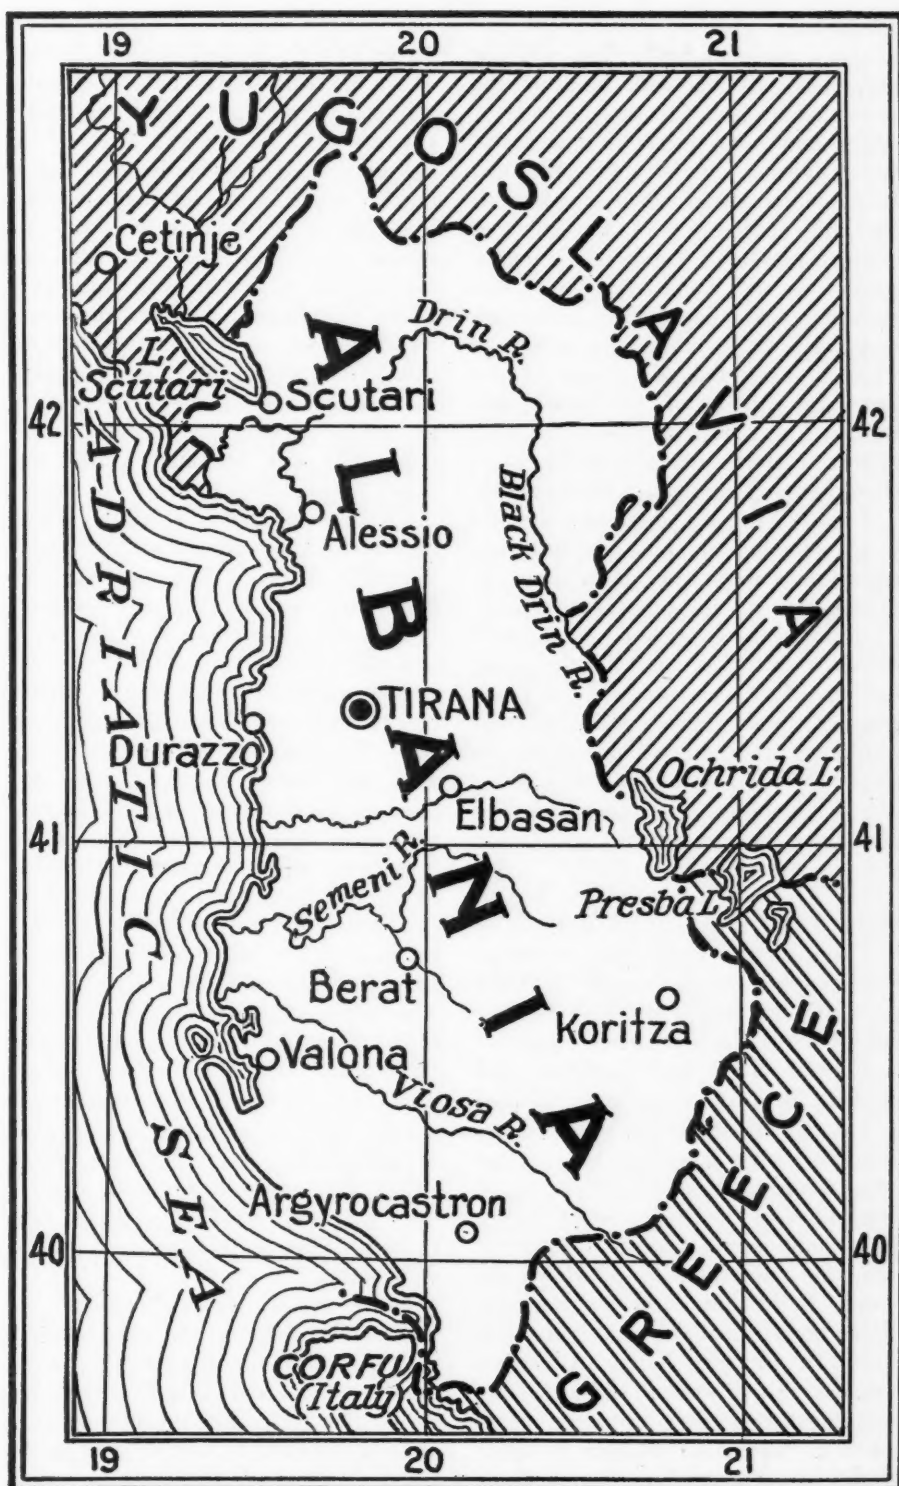 19 20 21
YUGOSLAVIA
Cetinje
Drin R.
L
Scutari
Scutari
42 42
ALBANIA
ADRIATIC SEA
Alessio
Black Drin R.
TIRANA
Durazzo
Ochrida L
Elbasan
41 41
Semeni R.
Presba L
Berat
Koritza
Valona
Viosa R.
GREECE
Argyrocastron
40 40
CORFU
(Italy)
19 20 21